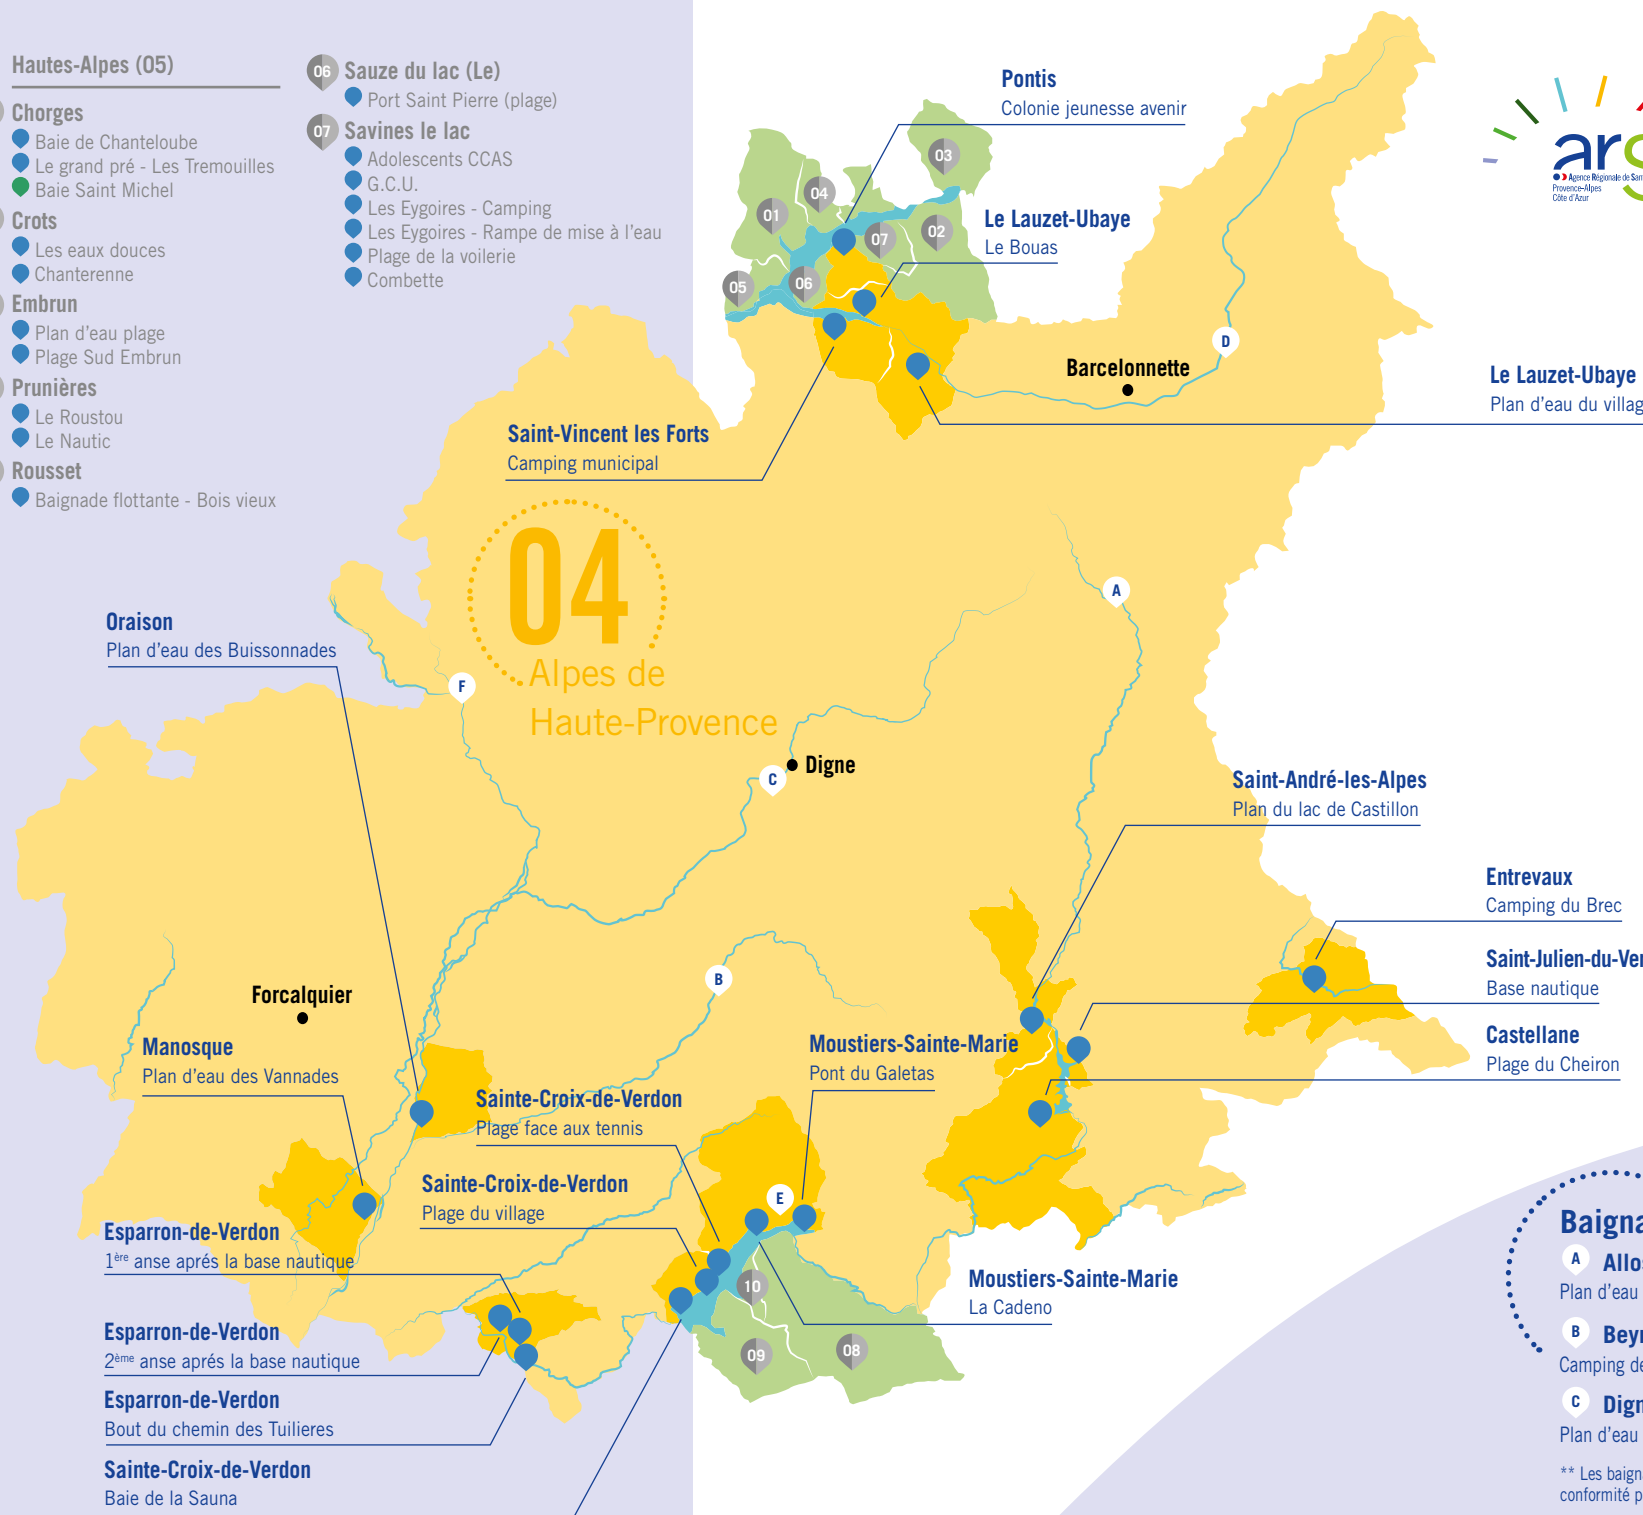 Hautes-Alpes (05)
Chorges
Baie de Chanteloube
Le grand pré - Les Tremouilles
Baie Saint Michel
Crots
Les eaux douces
Chanterenne
Embrun
Plan d'eau plage
Plage Sud Embrun
Prunières
Le Roustou
Le Nautic
Rousset
Baignade flottante - Bois vieux
06 Sauze du lac (Le)
Port Saint Pierre (plage)
07 Savines le lac
Adolescents CCAS
G.C.U.
Les Eygoires - Camping
Les Eygoires - Rampe de mise à l'eau
Plage de la voilerie
Combette
Pontis
Colonie jeunesse avenir
03
04
01
02
07
05
06
Le Lauzet-Ubaye
Le Bouas
Agence Régionale de San
Provence-Alpes
Côte d'Azur
D
Barcelonnette
Le Lauzet-Ubaye
Plan d'eau du villag
Saint-Vincent les Forts
Camping municipal
04
Alpes de
Haute-Provence
A
Oraison
Plan d'eau des Buissonnades
F
C
Digne
Saint-André-les-Alpes
Plan du lac de Castillon
Entrevaux
Camping du Brec
Saint-Julien-du-Ver
Base nautique
Castellane
Plage du Cheiron
B
Forcalquier
Manosque
Plan d'eau des Vannades
Moustiers-Sainte-Marie
Pont du Galetas
Sainte-Croix-de-Verdon
Plage face aux tennis
Sainte-Croix-de-Verdon
Plage du village
E
Esparron-de-Verdon
1ère anse aprés la base nautique
10
09
08
Moustiers-Sainte-Marie
La Cadeno
Esparron-de-Verdon
2ème anse aprés la base nautique
Esparron-de-Verdon
Bout du chemin des Tuilieres
Sainte-Croix-de-Verdon
Baie de la Sauna
Baigna
A Allos
Plan d'eau
B Beyn
Camping de
C Dign
Plan d'eau
** Les baign
conformité p